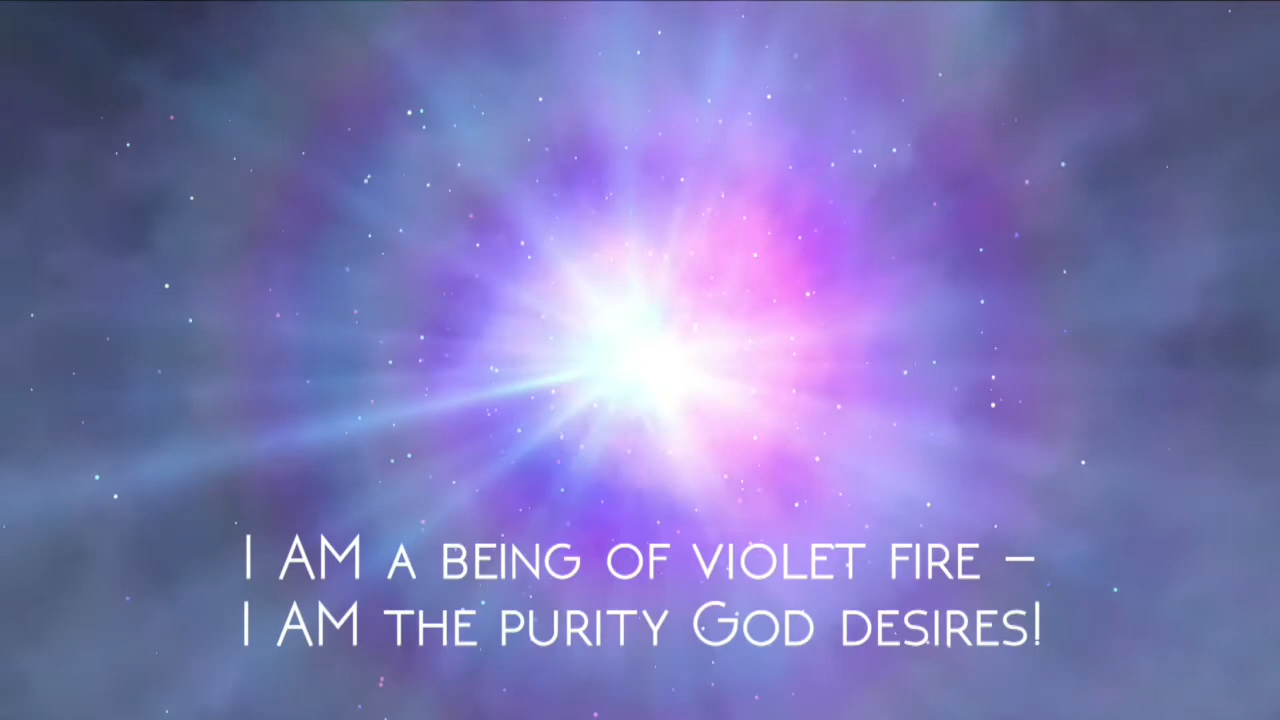 I AM A BEING OF VIOLET FIRE –
I AM THE PURITY GOD DESIRES!